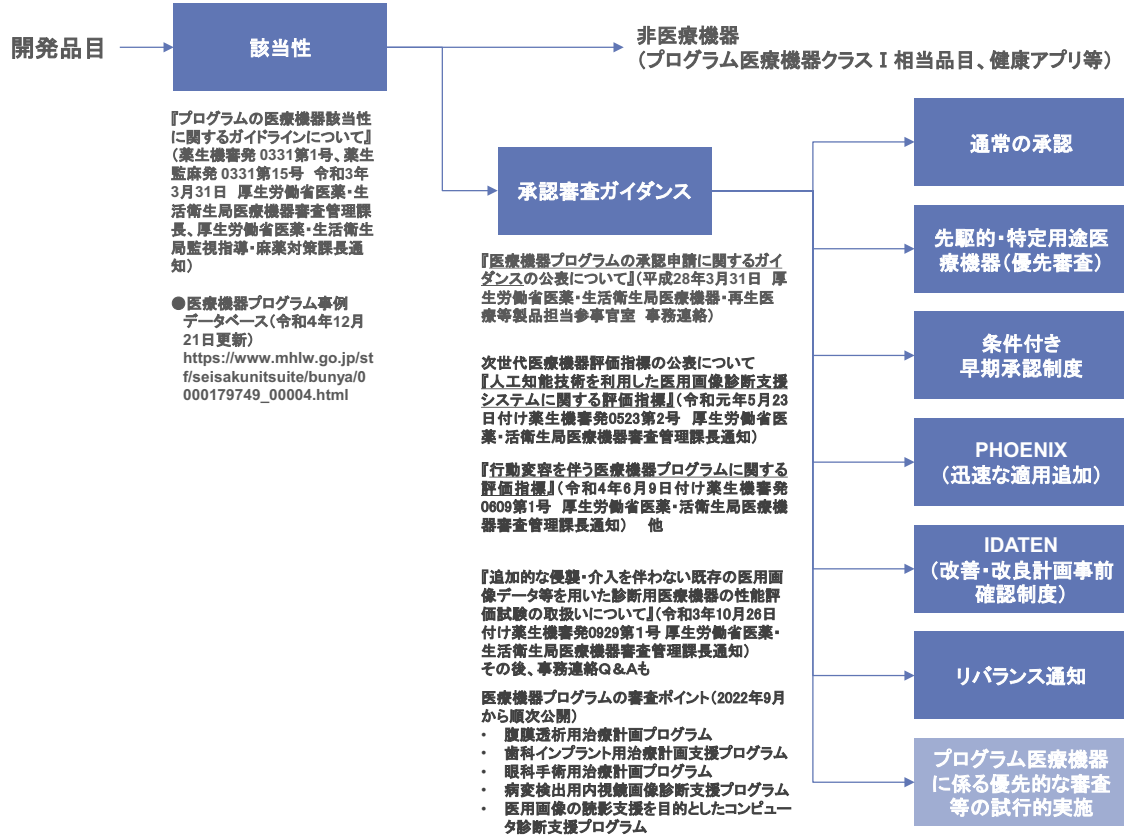 開発品目
該当性
非医療機器
（プログラム医療機器クラスⅠ相当品目、健康アプリ等）
『プログラムの医療機器該当性
に関するガイドラインについて』
（薬生機審発 0331第1号、薬生
監麻発 0331第15号 令和3年
3月31日 厚生労働省医薬・生
活衛生局医療機器審査管理課
長、厚生労働省医薬・生活衛生
局監視指導・麻薬対策課長通
知）
●医療機器プログラム事例
データベース（令和4年12月
21日更新）
https://www.mhlw.go.jp/st
f/seisakunitsuite/bunya/0
000179749_00004.html
承認審査ガイダンス
『医療機器プログラムの承認申請に関するガイ
ダンスの公表について』（平成28年3月31日 厚
生労働省医薬・生活衛生局医療機器・再生医
療等製品担当参事官室 事務連絡）
次世代医療機器評価指標の公表について
『人工知能技術を利用した医用画像診断支援
システムに関する評価指標』（令和元年5月23
日付け薬生機審発0523第2号 厚生労働省医
薬・活衛生局医療機器審査管理課長通知）
『行動変容を伴う医療機器プログラムに関する
評価指標』（令和4年6月9日付け薬生機審発
0609第1号 厚生労働省医薬・活衛生局医療機
器審査管理課長通知） 他
『追加的な侵襲・介入を伴わない既存の医用画
像データ等を用いた診断用医療機器の性能評
価試験の取扱いについて』（令和3年10月26日
付け薬生機審発0929第１号 厚生労働省医薬・
生活衛生局医療機器審査管理課長通知）
その後、事務連絡Ｑ＆Ａも
医療機器プログラムの審査ポイント（2022年9月
から順次公開）
・ 腹膜透析用治療計画プログラム
・ 歯科インプラント用治療計画支援プログラム
・ 眼科手術用治療計画プログラム
・ 病変検出用内視鏡画像診断支援プログラム
・ 医用画像の読影支援を目的としたコンピュー
タ診断支援プログラム
通常の承認
先駆的・特定用途医
療機器（優先審査）
条件付き
早期承認制度
PHOENIX
（迅速な適用追加）
IDATEN
（改善・改良計画事前
確認制度）
リバランス通知
プログラム医療機器
に係る優先的な審査
等の試行的実施